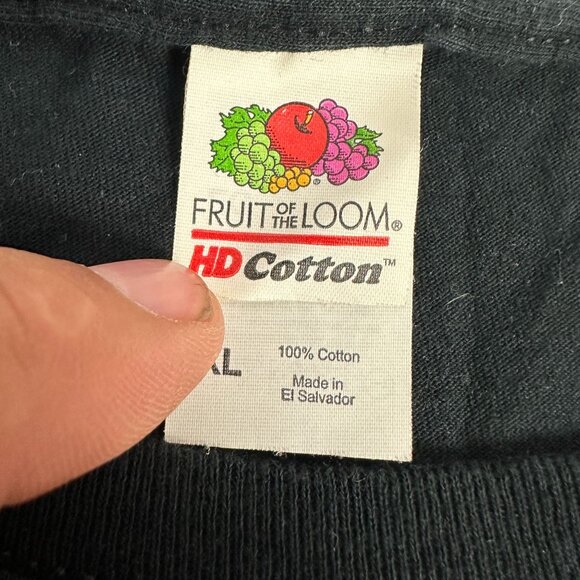 FRUIT OF THE LOOM®
HD Cotton™
XL 100% Cotton
Made in
El Salvador